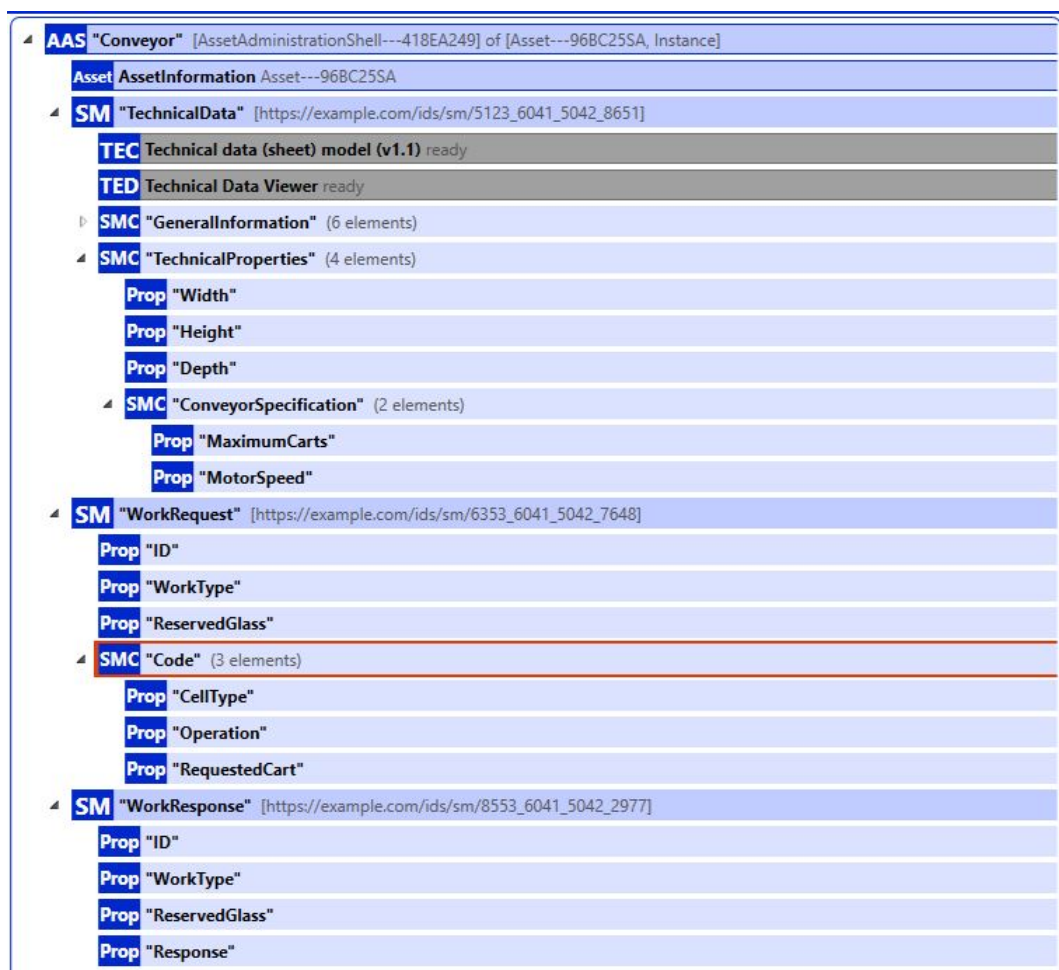 AAS "Conveyor" [AssetAdministrationShell---418EA249] of [Asset---96BC25SA, Instance]
Asset AssetInformation Asset---96BC25SA
SM "TechnicalData" [https://example.com/ids/sm/5123_6041_5042_8651]
TEC Technical data (sheet) model (v1.1) ready
TED Technical Data Viewer ready
SMC "GeneralInformation" (6 elements)
SMC "TechnicalProperties" (4 elements)
Prop "Width"
Prop "Height"
Prop "Depth"
SMC "ConveyorSpecification" (2 elements)
Prop "MaximumCarts"
Prop "MotorSpeed"
SM "WorkRequest" [https://example.com/ids/sm/6353_6041_5042_7648]
Prop "ID"
Prop "WorkType"
Prop "ReservedGlass"
SMC "Code" (3 elements)
Prop "CellType"
Prop "Operation"
Prop "RequestedCart"
SM "WorkResponse" [https://example.com/ids/sm/8553_6041_5042_2977]
Prop "ID"
Prop "WorkType"
Prop "ReservedGlass"
Prop "Response"